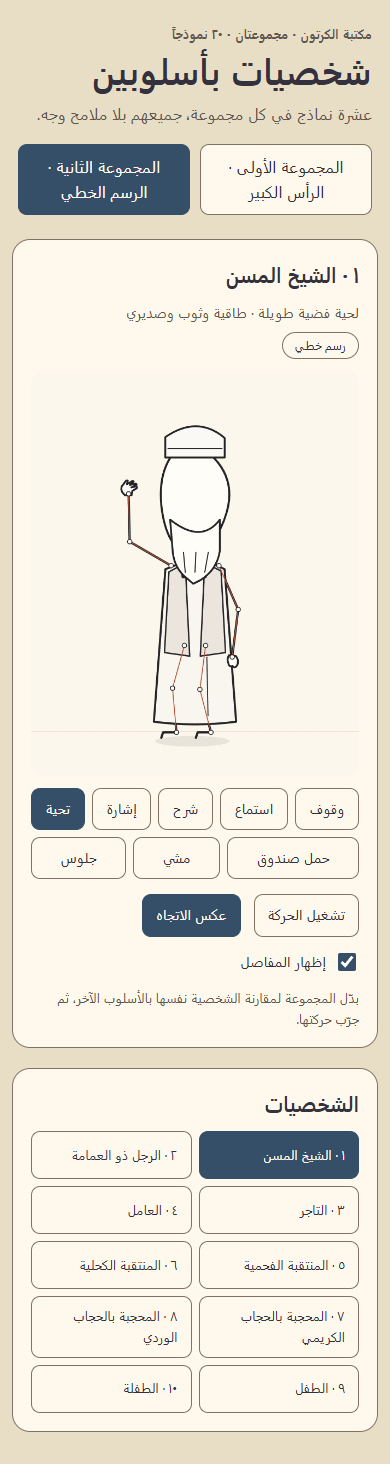 مكتبة الكرتون · مجموعتان · ٢٠ نموذجاً
شخصيات بأسلوبين
عشرة نماذج في كل مجموعة، جميعهم بلا ملامح وجه.
المجموعة الأولى ·
الرأس الكبير
المجموعة الثانية ·
الرسم الخطي
٠١ · الشيخ المسن
لحية فضية طويلة · طاقية وثوب وصديري
رسم خطي
وقوف
استماع
شرح
إشارة
تحية
حمل صندوق
مشي
جلوس
تشغيل الحركة
عكس الاتجاه
إظهار المفاصل
بدّل المجموعة لمقارنة الشخصية نفسها بالأسلوب الآخر، ثم
جرّب حركتها.
الشخصيات
٠١ · الشيخ المسن
٠٢ · الرجل ذو العمامة
٠٣ · التاجر
٠٤ · العامل
٠٥ · المنتقبة الفحمية
٠٦ · المنتقبة الكحلية
٠٧ · المحجبة بالحجاب
الكريمي
٠٨ · المحجبة بالحجاب
الوردي
٠٩ · الطفل
١٠ · الطفلة